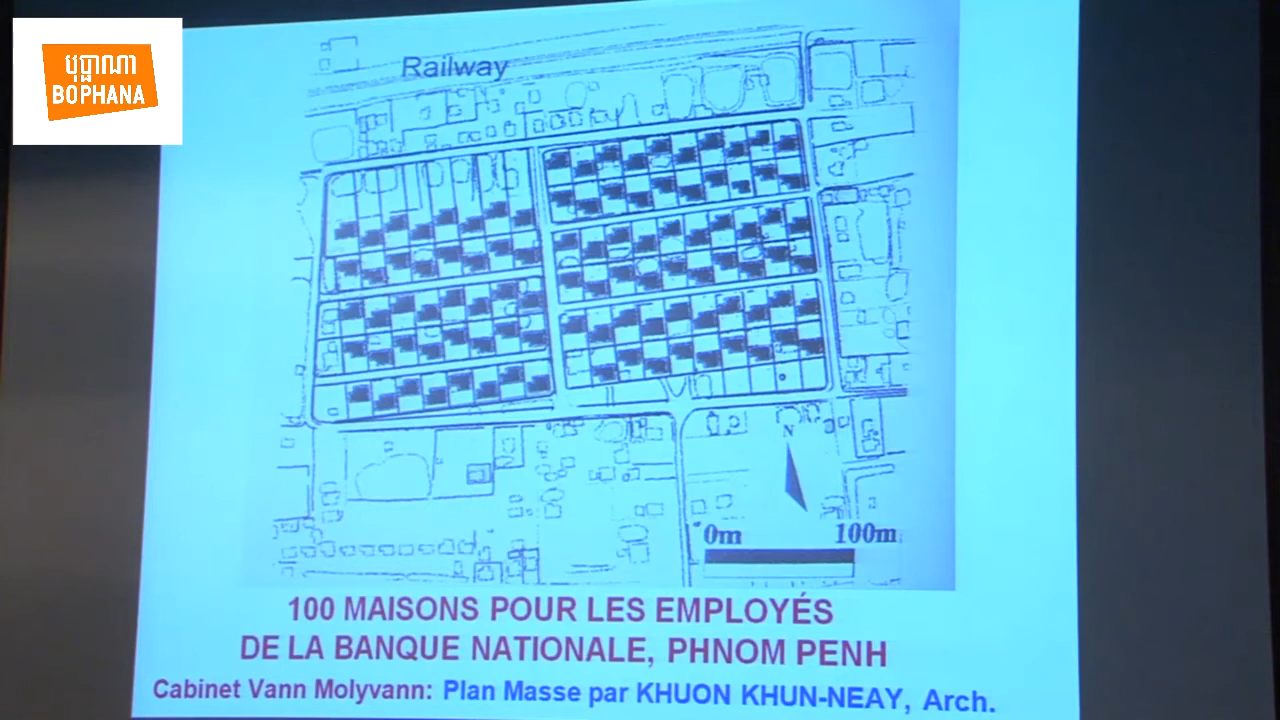 បុប្ផាណា
BOPHANA
Railway
N
0m 100m
100 MAISONS POUR LES EMPLOYÉS
DE LA BANQUE NATIONALE, PHNOM PENH
Cabinet Vann Molyvann: Plan Masse par KHUON KHUN-NEAY, Arch.